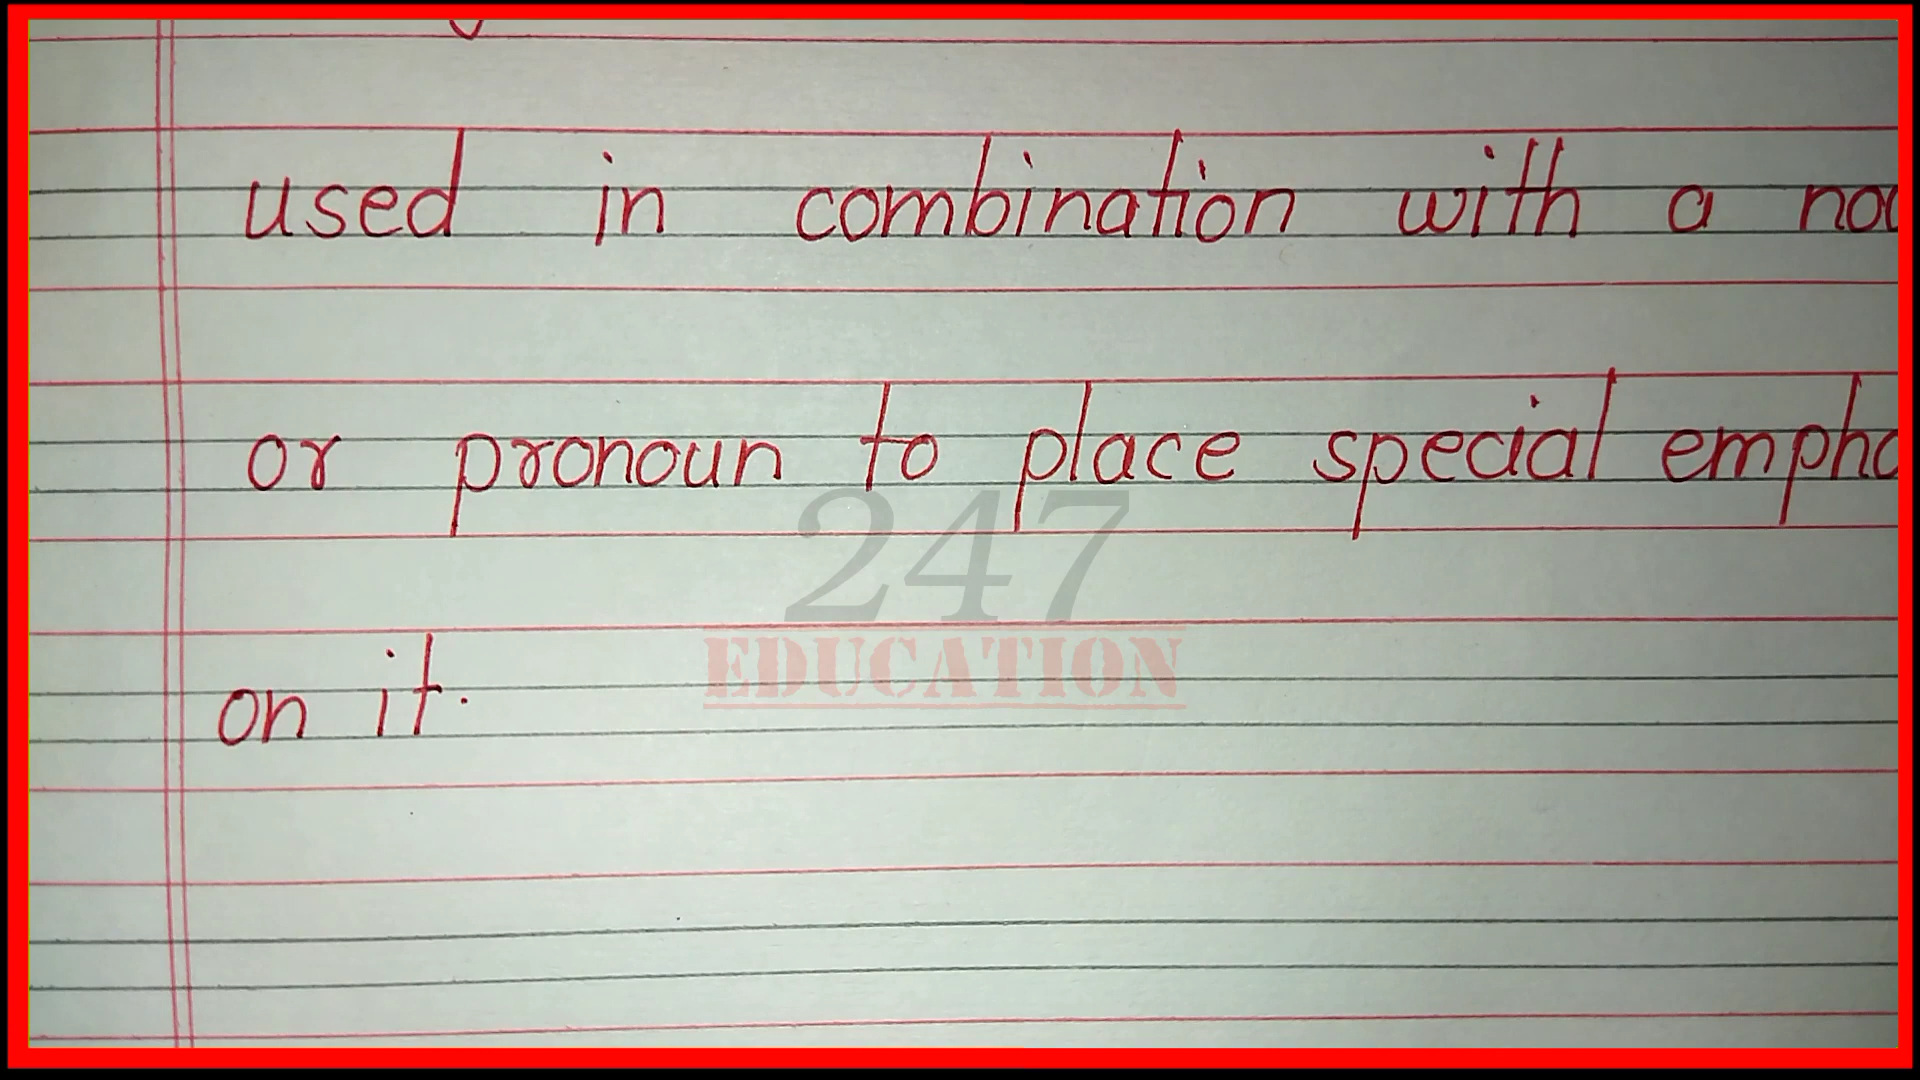 used in combination with a
or pronoun to place special
247
on it.
EDUCATION